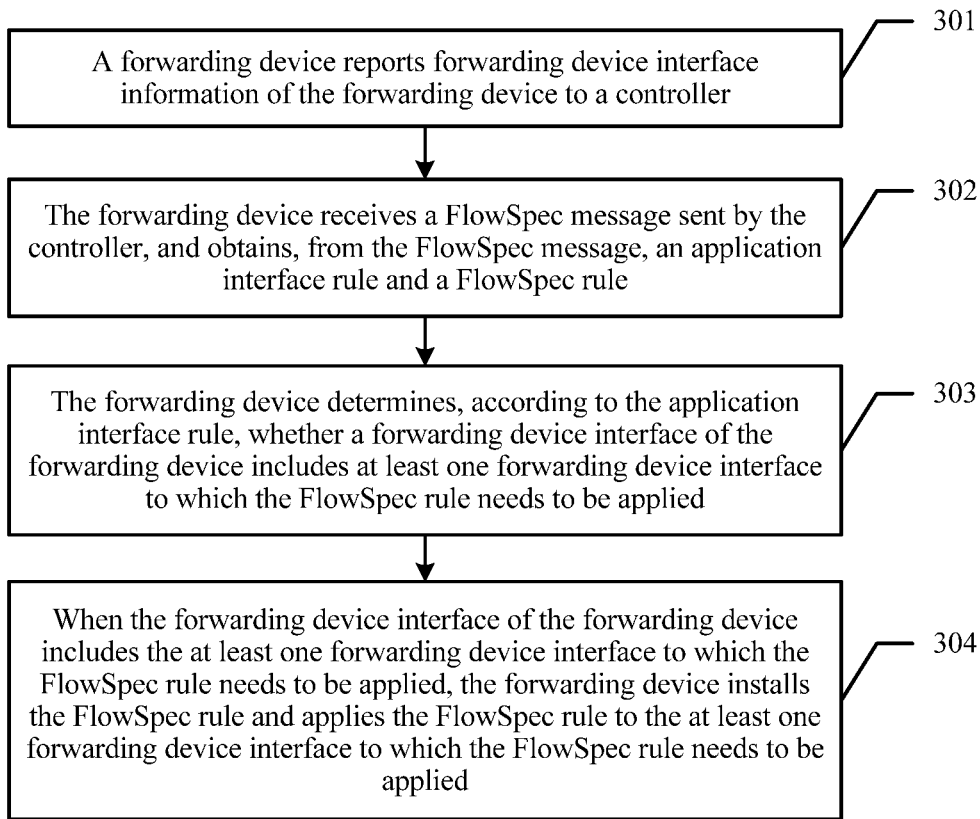 301
A forwarding device reports forwarding device interface
information of the forwarding device to a controller
302
The forwarding device receives a FlowSpec message sent by the
controller, and obtains, from the FlowSpec message, an application
interface rule and a FlowSpec rule
303
The forwarding device determines, according to the application
interface rule, whether a forwarding device interface of the
forwarding device includes at least one forwarding device interface
to which the FlowSpec rule needs to be applied
304
When the forwarding device interface of the forwarding device
includes the at least one forwarding device interface to which the
FlowSpec rule needs to be applied, the forwarding device installs
the FlowSpec rule and applies the FlowSpec rule to the at least one
forwarding device interface to which the FlowSpec rule needs to be
applied